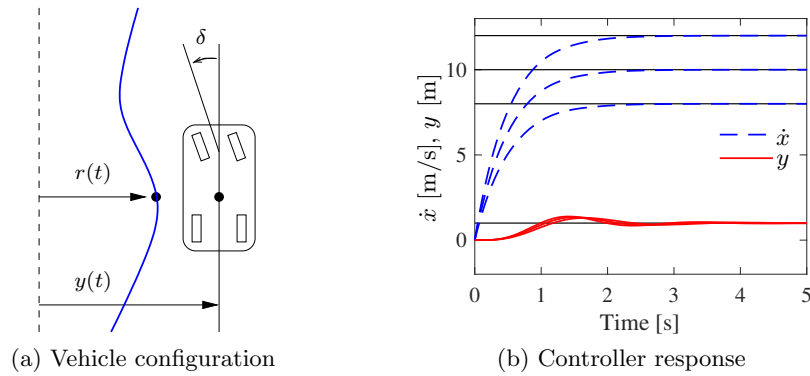 δ
r(t)
y(t)
(a) Vehicle configuration
ẋ [m/s], y [m]
10
5
0
ẋ
y
0 1 2 3 4 5
Time [s]
(b) Controller response